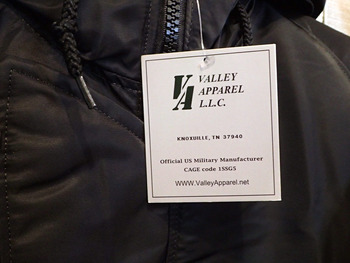 VA VALLEY
APPAREL
L.L.C.
KNOXVILLE, TN 37940
Official US Military Manufacturer
CAGE code 1SSG5
WWW.ValleyApparel.net